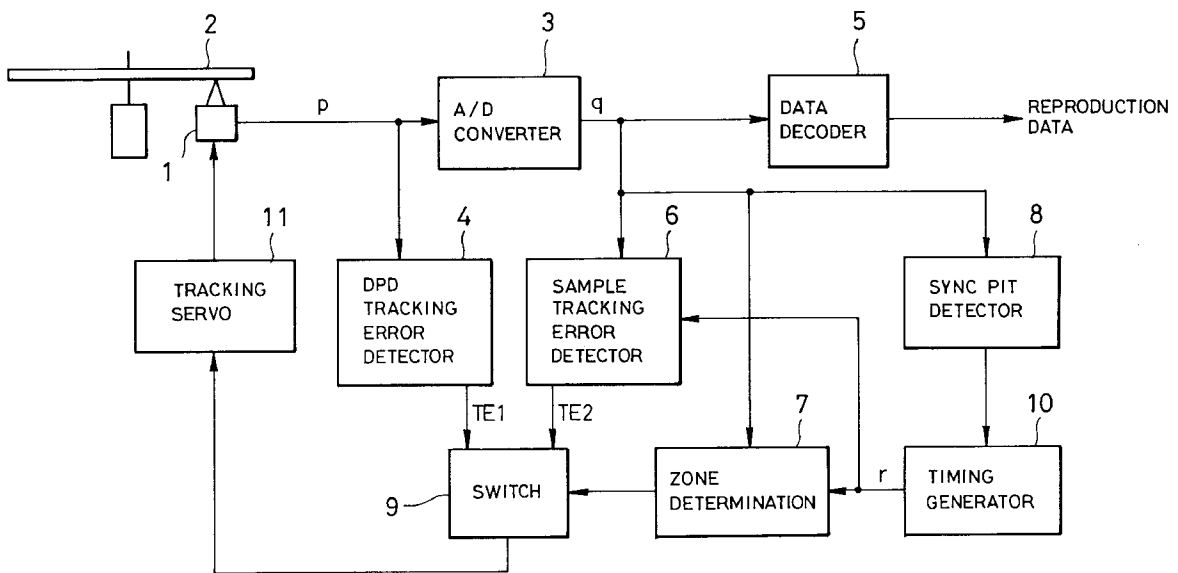 2
3
5
p
A/D
CONVERTER
q
DATA
DECODER
REPRODUCTION
DATA
1
11
4
6
8
TRACKING
SERVO
DPD
TRACKING
ERROR
DETECTOR
SAMPLE
TRACKING
ERROR
DETECTOR
SYNC PIT
DETECTOR
TE1
TE2
7
10
9
SWITCH
ZONE
DETERMINATION
r
TIMING
GENERATOR